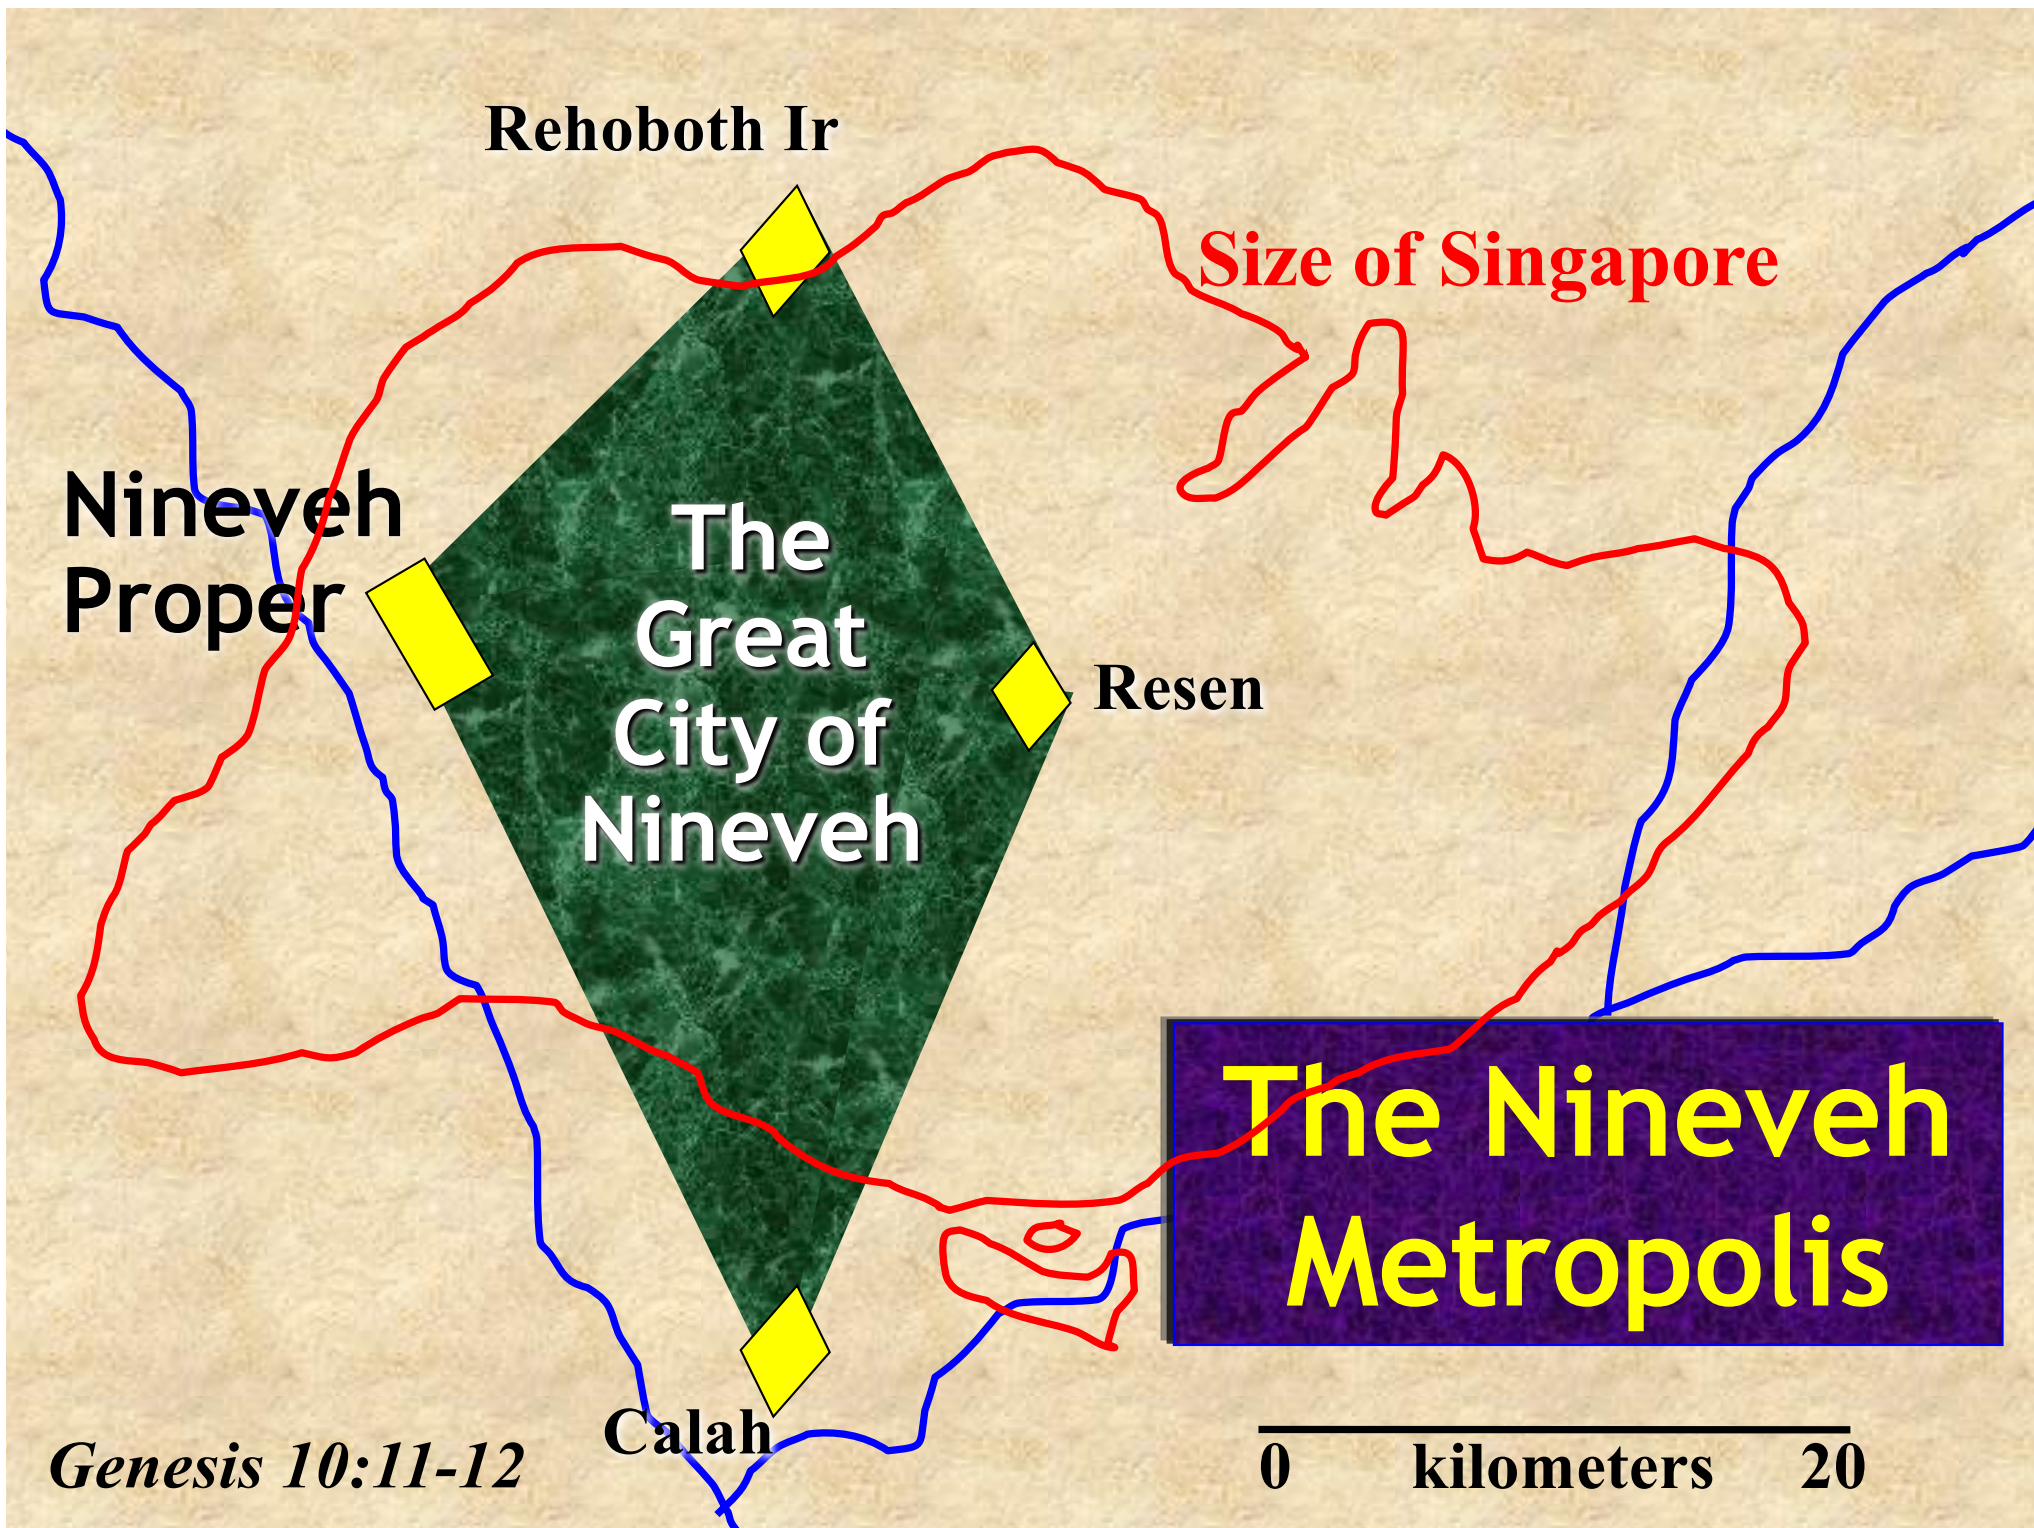 Rehoboth Ir
Size of Singapore
Nineveh
Proper
The
Great
City of
Nineveh
Resen
The Nineveh
Metropolis
Calah
Genesis 10:11-12
0 kilometers 20